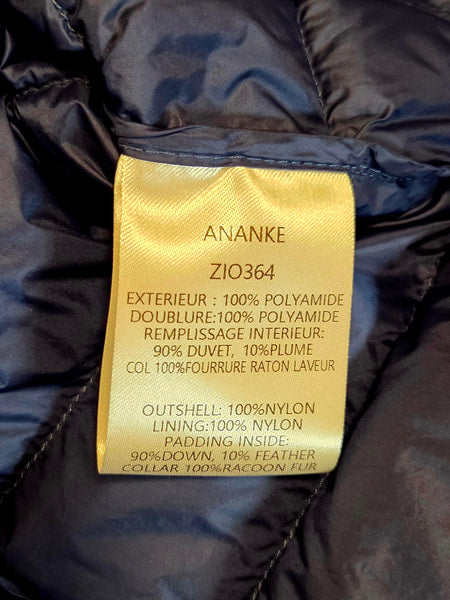 ANANKE
ZIO364
EXTERIEUR : 100% POLYAMIDE
DOUBLURE:100% POLYAMIDE
REMPLISSAGE INTERIEUR:
90% DUVET, 10%PLUME
COL 100%FOURRURE RATON LAVEUR
OUTSHELL: 100%NYLON
LINING:100% NYLON
PADDING INSIDE:
90%DOWN, 10% FEATHER
COLLAR 100%RACOON FUR